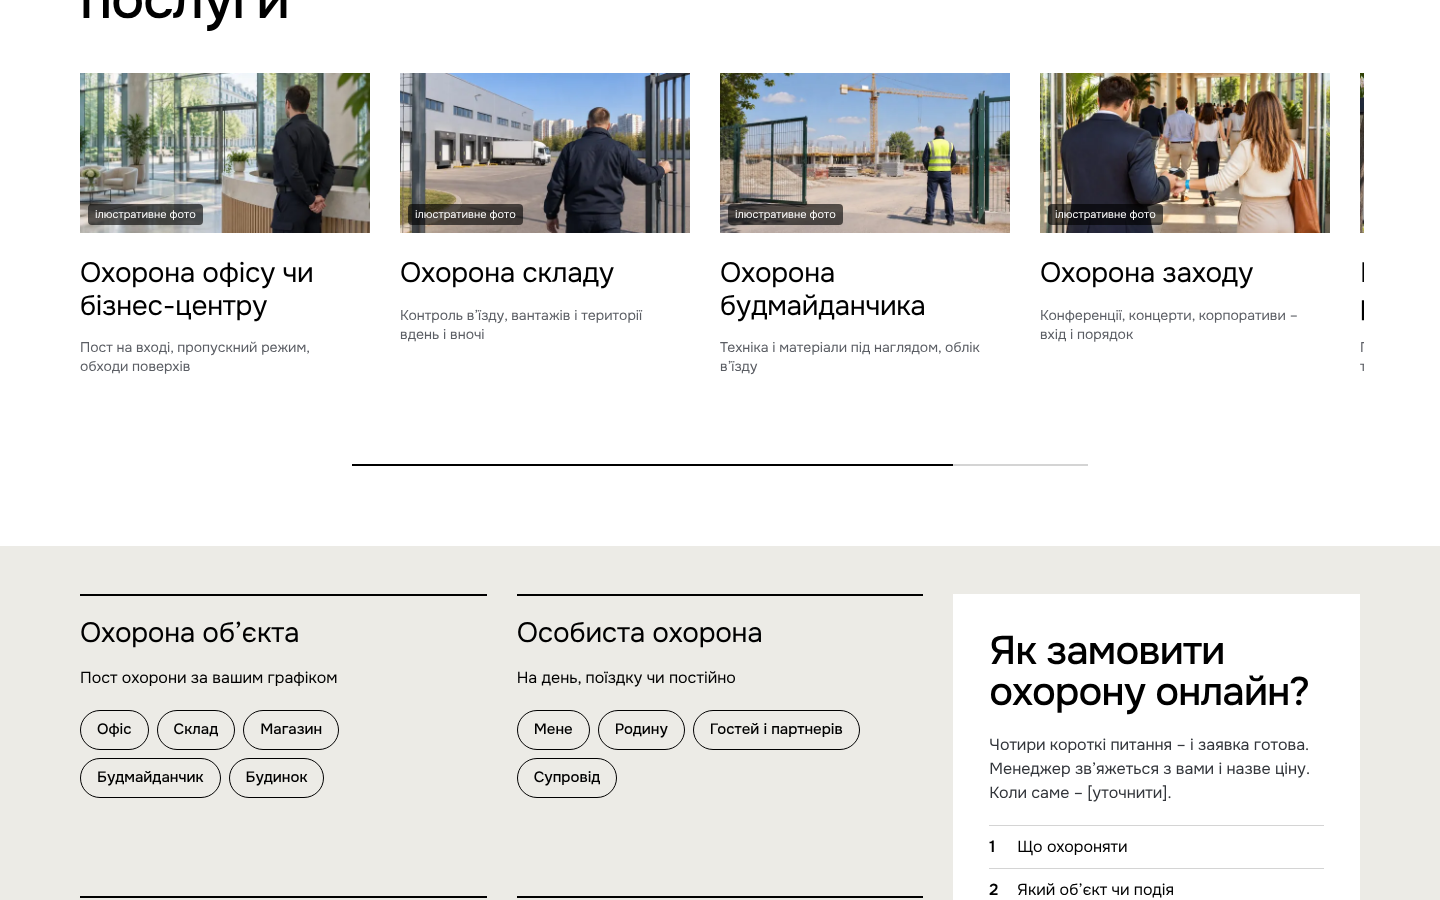 послуги
ілюстративне фото
ілюстративне фото
ілюстративне фото
ілюстративне фото
Охорона офісу чи
бізнес-центру
Пост на вході, пропускний режим,
обходи поверхів
Охорона складу
Контроль в’їзду, вантажів і території
вдень і вночі
Охорона
будмайданчика
Техніка і матеріали під наглядом, облік
в’їзду
Охорона заходу
Конференції, концерти, корпоративи –
вхід і порядок
Охорона об’єкта
Пост охорони за вашим графіком
Офіс
Склад
Магазин
Будмайданчик
Будинок
Особиста охорона
На день, поїздку чи постійно
Мене
Родину
Гостей і партнерів
Супровід
Як замовити
охорону онлайн?
Чотири короткі питання – і заявка готова.
Менеджер зв’яжеться з вами і назве ціну.
Коли саме – [уточнити].
1 Що охороняти
2 Який об’єкт чи подія